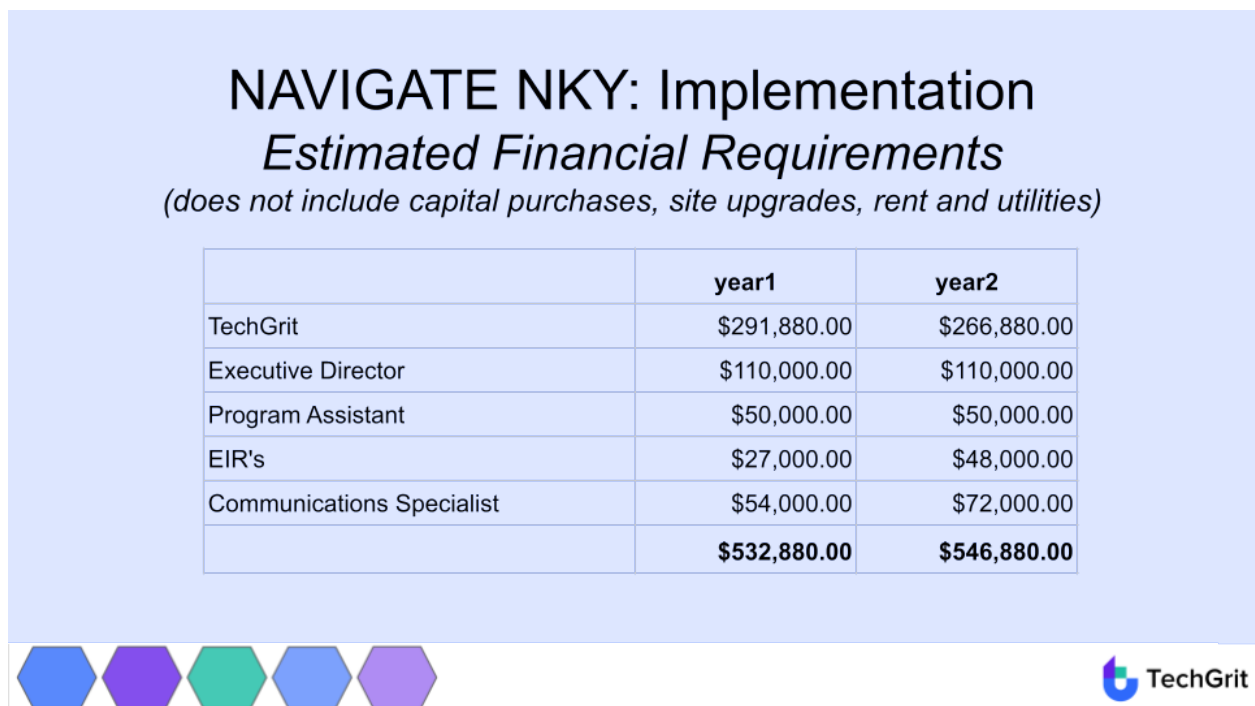 NAVIGATE NKY: Implementation
Estimated Financial Requirements
(does not include capital purchases, site upgrades, rent and utilities)
year1 year2
TechGrit $291,880.00 $266,880.00
Executive Director $110,000.00 $110,000.00
Program Assistant $50,000.00 $50,000.00
EIR's $27,000.00 $48,000.00
Communications Specialist $54,000.00 $72,000.00
$532,880.00 $546,880.00
TechGrit